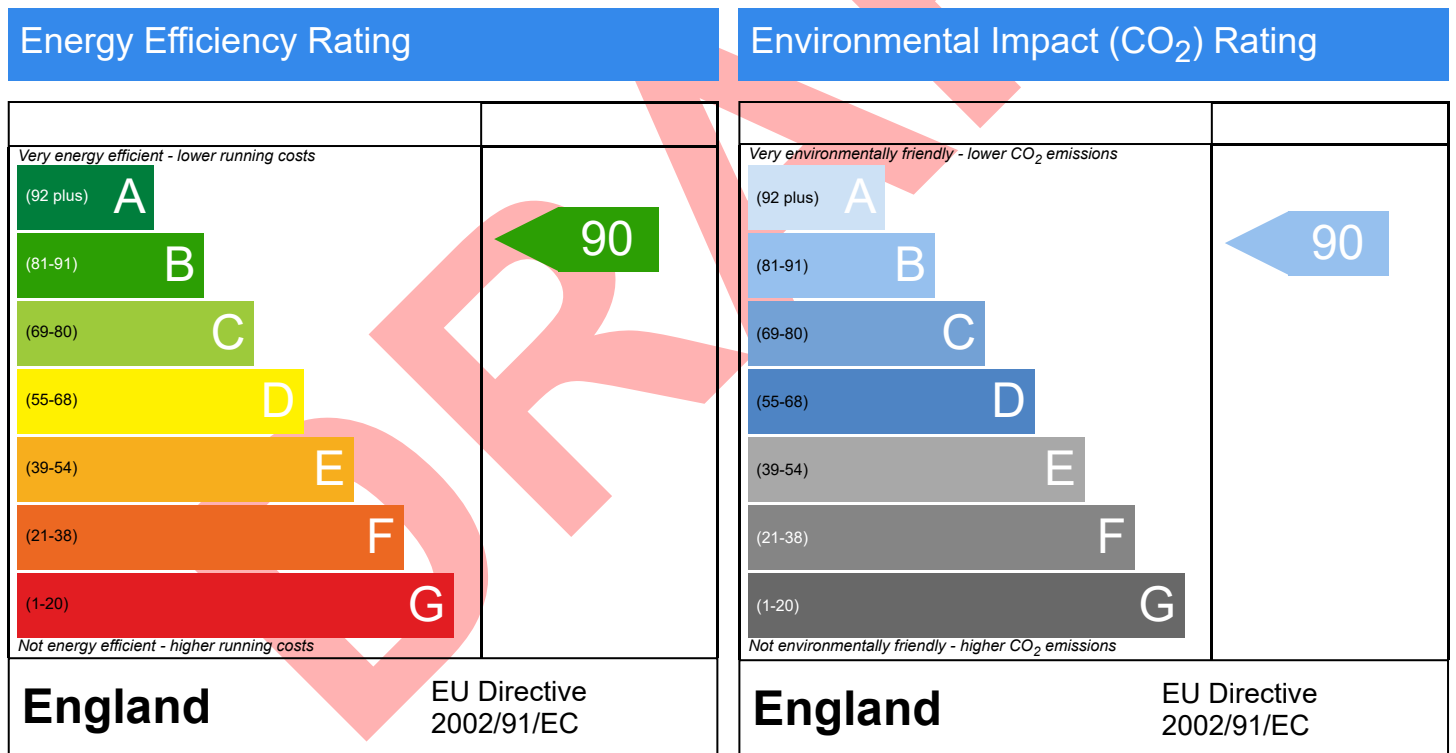 Energy Efficiency Rating
Very energy efficient - lower running costs
(92 plus) A
(81-91) B
(69-80) C
(55-68) D
(39-54) E
(21-38) F
(1-20) G
90
Not energy efficient - higher running costs
England
EU Directive
2002/91/EC
Environmental Impact (CO₂) Rating
Very environmentally friendly - lower CO₂ emissions
(92 plus) A
(81-91) B
(69-80) C
(55-68) D
(39-54) E
(21-38) F
(1-20) G
90
Not environmentally friendly - higher CO₂ emissions
England
EU Directive
2002/91/EC
DRA